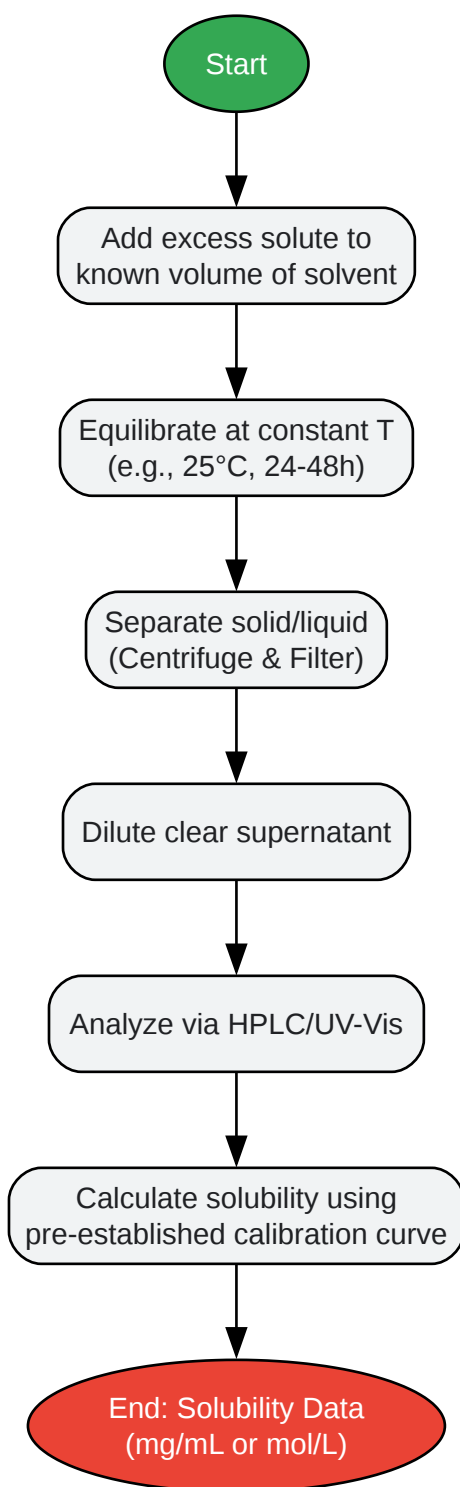 Start
Add excess solute to
known volume of solvent
Equilibrate at constant T
(e.g., 25°C, 24-48h)
Separate solid/liquid
(Centrifuge & Filter)
Dilute clear supernatant
Analyze via HPLC/UV-Vis
Calculate solubility using
pre-established calibration curve
End: Solubility Data
(mg/mL or mol/L)